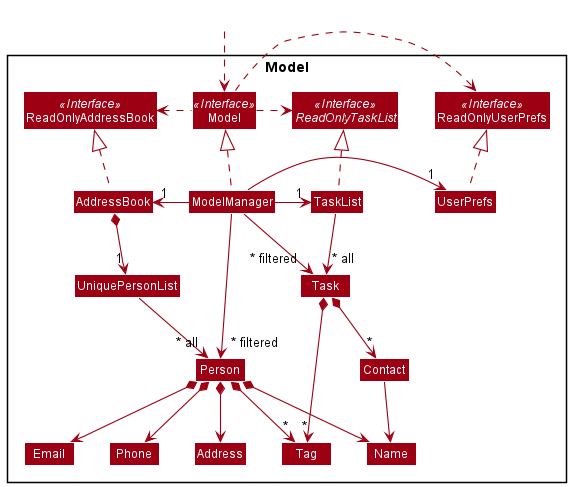 Model
«Interface»
ReadOnlyAddressBook
«Interface»
Model
«Interface»
ReadOnlyTaskList
«Interface»
ReadOnlyUserPrefs
1
1
1
AddressBook
ModelManager
TaskList
UserPrefs
1
* filtered
* all
UniquePersonList
Task
* all
* filtered
*
Person
Contact
*
*
Email
Phone
Address
Tag
Name